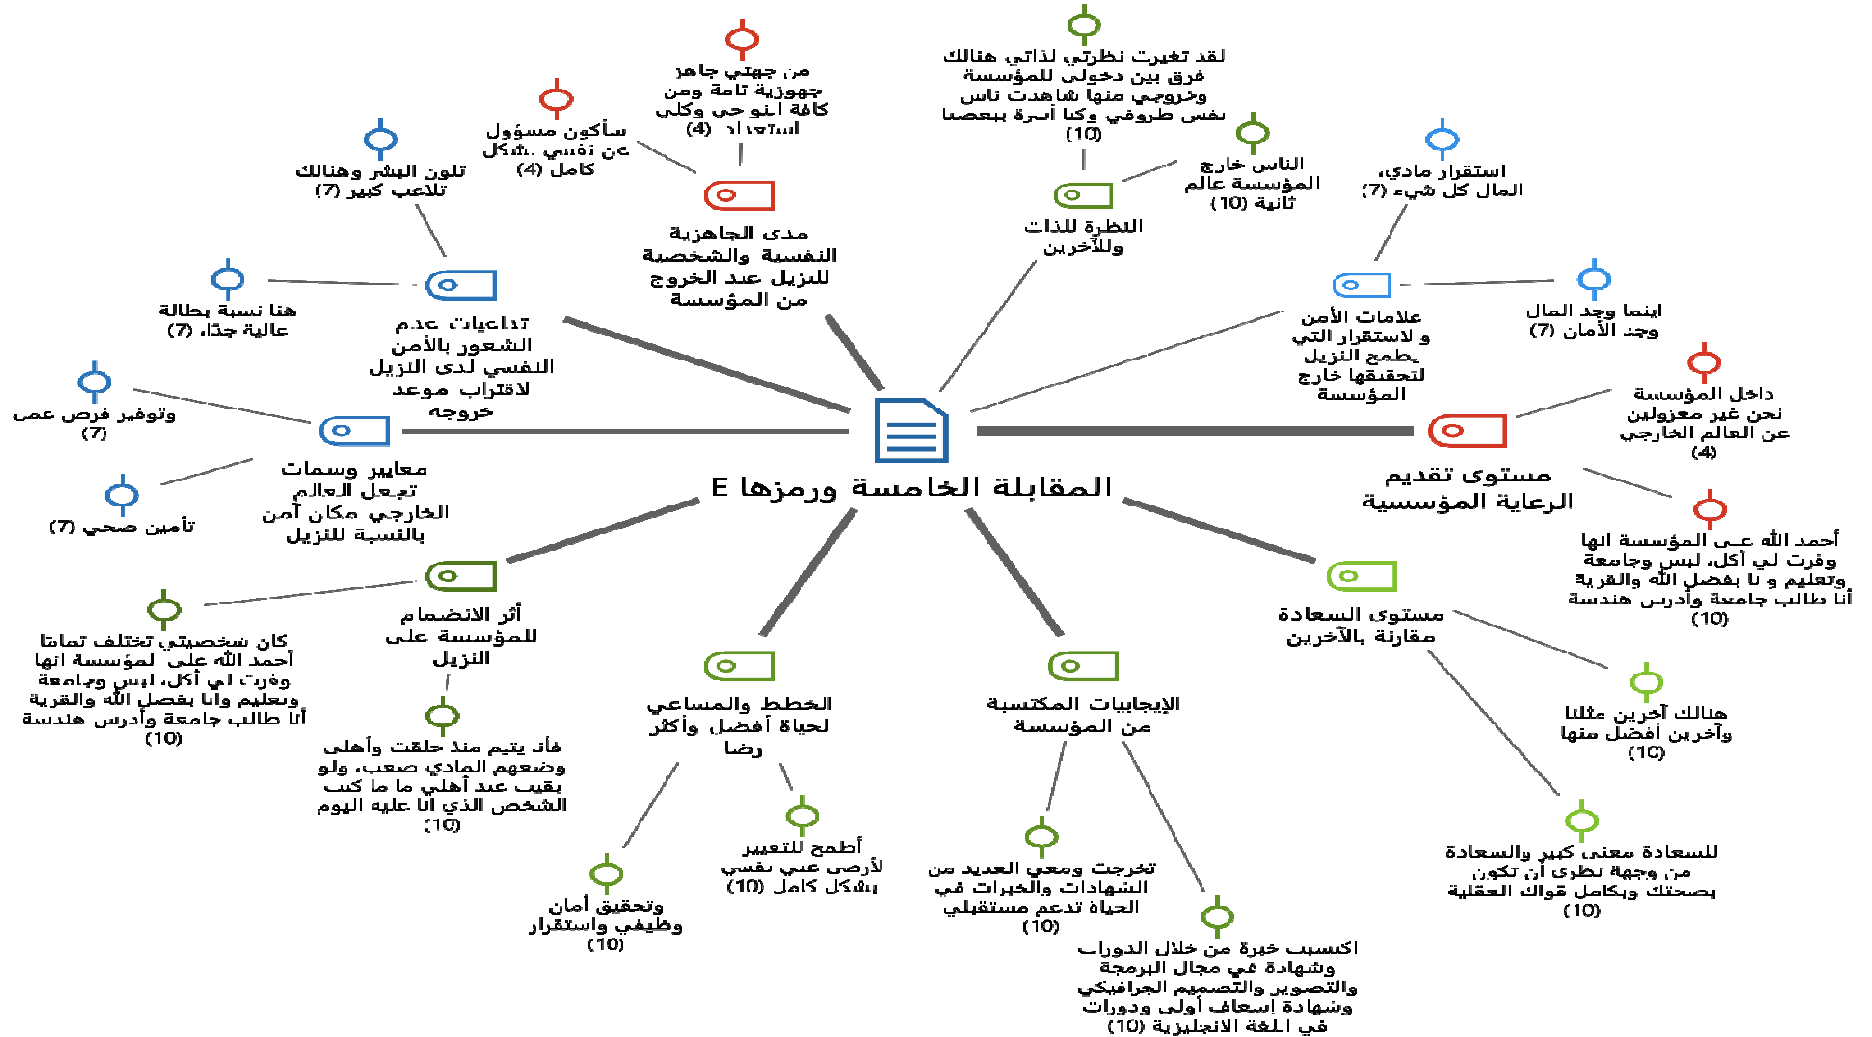 لقد تغيرت نظرتي لذاتي هنالك
فرق بين دخولي للمؤسسة
وخروجي منها شاهدت ناس
نفس ظروفي وكنا أسرة ببعضنا
(10)
الناس خارج
المؤسسة عالم
ثانية (10)
النظرة للذات
وللآخرين
استقرار مادي،
المال كل شيء (7)
اينما وجد المال
وجد الأمان (7)
علامات الأمن
والاستقرار التي
يطمح النزيل
لتحقيقها خارج
المؤسسة
داخل المؤسسة
نحن غير معزولين
عن العالم الخارجي
(4)
مستوى تقديم
الرعاية المؤسسية
أحمد الله على المؤسسة انها
وفرت لي أكل، لبس وجامعة
وتعليم وأنا بفضل الله والقرية
أنا طالب جامعة وأدرس هندسة
(10)
من جهتي جاهز
جهوزية تامة ومن
كافة النواحي وكلي
استعداد (4)
سأكون مسؤول
عن نفسي بشكل
كامل (4)
مدى الجاهزية
النفسية والشخصية
للنزيل عند الخروج
من المؤسسة
تلون البشر وهنالك
تلاعب كبير (7)
هنا نسبة بطالة
عالية جدًا، (7)
تداعيات عدم
الشعور بالأمن
النفسي لدى النزيل
لاقتراب موعد
خروجه
وتوفير فرص عمل
(7)
تأمين صحي (7)
معايير وسمات
تجعل العالم
الخارجي مكان آمن
بالنسبة للنزيل
المقابلة الخامسة ورمزها E
أثر الانضمام
للمؤسسة على
النزيل
كان شخصيتي تختلف تمامًا
أحمد الله على المؤسسة انها
وفرت لي أكل، لبس وجامعة
وتعليم وأنا بفضل الله والقرية
أنا طالب جامعة وأدرس هندسة
(10)
فأنا يتيم منذ خلقت وأهلي
وضعهم المادي صعب، ولو
بقيت عند أهلي ما ما كنت
الشخص الذي أنا عليه اليوم
(10)
الخطط والمساعي
لحياة أفضل وأكثر
رضا
وتحقيق أمان
وظيفي واستقرار
(10)
أطمح للتغيير
لأرضى عني نفسي
بشكل كامل (10)
الإيجابيات المكتسبة
من المؤسسة
تخرجت ومعي العديد من
الشهادات والخبرات في
الحياة تدعم مستقبلي
(10)
اكتسبت خبرة من خلال الدورات
وشهادة في مجال البرمجة
والتصوير والتصميم الجرافيكي
وشهادة إسعاف أولي ودورات
في اللغة الانجليزية (10)
مستوى السعادة
مقارنة بالآخرين
هنالك آخرين مثلنا
وآخرين أفضل منها
(10)
للسعادة معنى كبير والسعادة
من وجهة نظري أن تكون
بصحتك وبكامل قواك العقلية
(10)